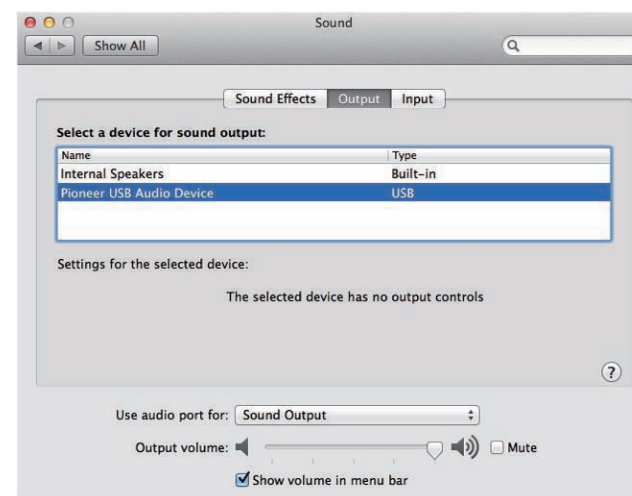 Sound
Show All
Sound Effects Output Input
Select a device for sound output:
Name Type
Internal Speakers Built-in
Pioneer USB Audio Device USB
Settings for the selected device:
The selected device has no output controls
?
Use audio port for: Sound Output
Output volume: Mute
Show volume in menu bar